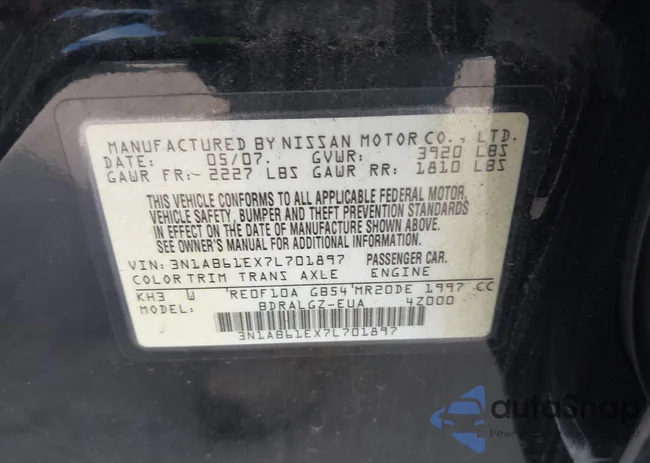 MANUFACTURED BY NISSAN MOTOR CO., LTD.
DATE: 05/07. GVWR: 3920 LBS
GAWR FR:- 2227 LBS GAWR RR: 1810 LBS
THIS VEHICLE CONFORMS TO ALL APPLICABLE FEDERAL MOTOR
VEHICLE SAFETY, BUMPER AND THEFT PREVENTION STANDARDS
IN EFFECT ON THE DATE OF MANUFACTURE SHOWN ABOVE.
SEE OWNER'S MANUAL FOR ADDITIONAL INFORMATION.
VIN: 3N1AB61EX7L701897 PASSENGER CAR.
COLOR TRIM TRANS AXLE ENGINE
KH3 W 'RE0F10A GB54'MR20DE 1997 CC
MODEL: BDRALGZ-EUA 4Z000
3N1AB61EX7L701897
autoSnap